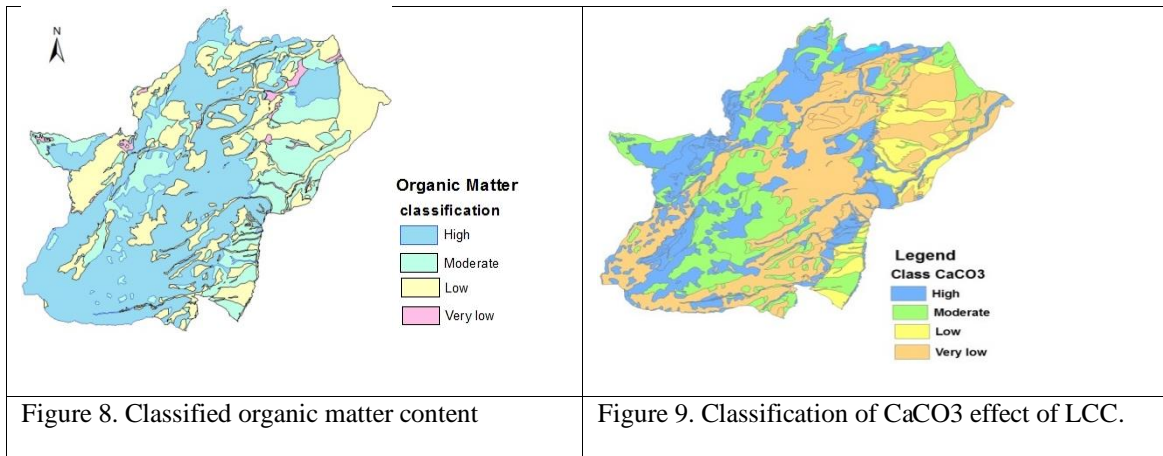 N
Organic Matter
classification
High
Moderate
Low
Very low
Legend
Class CaCO3
High
Moderate
Low
Very low
Figure 8. Classified organic matter content
Figure 9. Classification of CaCO3 effect of LCC.